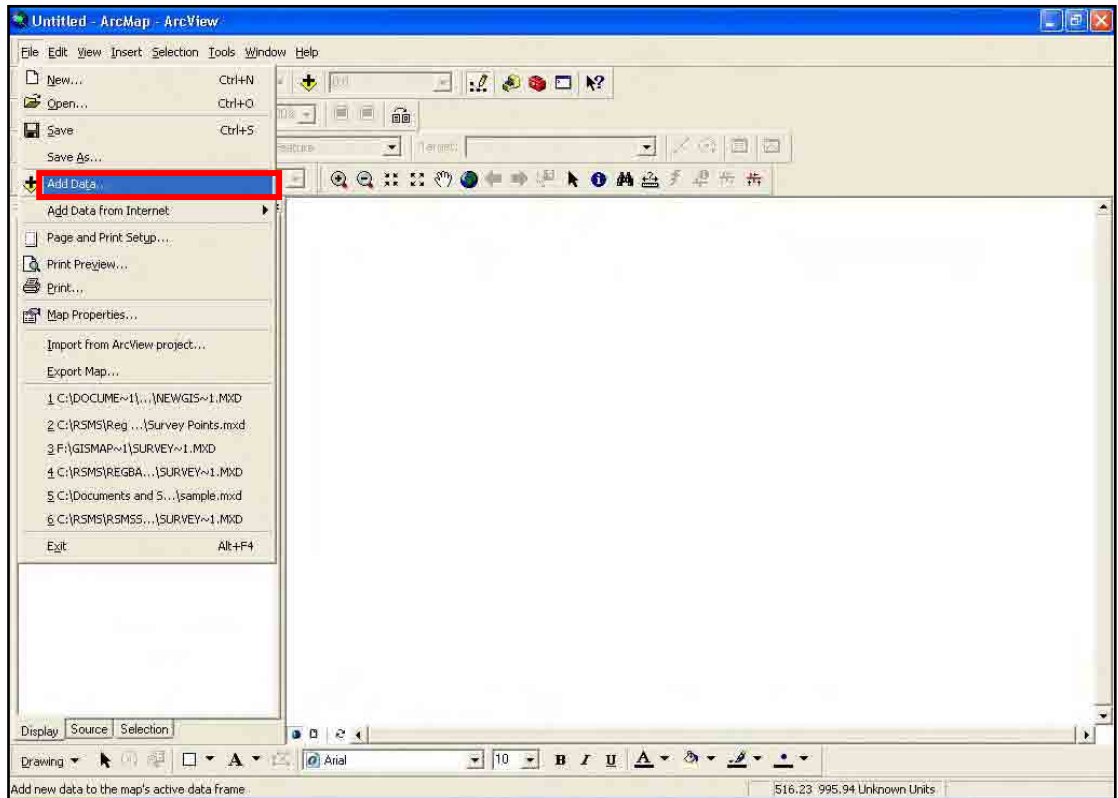 Untitled - ArcMap - ArcView
File Edit View Insert Selection Tools Window Help
New... Ctrl+N
Open... Ctrl+O
Save Ctrl+S
Save As...
Target:
Add Data...
Add Data from Internet
Page and Print Setup...
Print Preview...
Print...
Map Properties...
Import from ArcView project...
Export Map...
1 C:\DOCUME~1\...\NEWGIS~1.MXD
2 C:\RSMS\Reg ...\Survey Points.mxd
3 F:\GISMAP~1\SURVEY~1.MXD
4 C:\RSMS\REGBA...\SURVEY~1.MXD
5 C:\Documents and S...\sample.mxd
6 C:\RSMS\RSMSS...\SURVEY~1.MXD
Exit Alt+F4
Display Source Selection
Drawing A Arial 10 B I U A
Add new data to the map's active data frame 516.23 995.94 Unknown Units